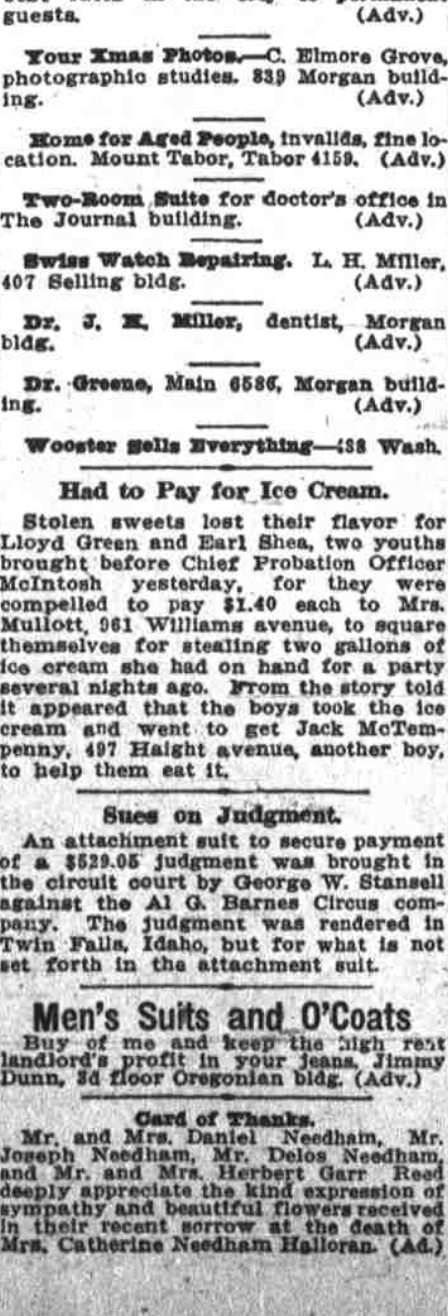 guests. (Adv.)
Your Xmas Photos.—C. Elmore Grove,
photographic studies. 839 Morgan build-
ing. (Adv.)
Home for Aged People, invalids, fine lo-
cation. Mount Tabor, Tabor 4159. (Adv.)
Two-Room Suite for doctor's office in
The Journal building. (Adv.)
Swiss Watch Repairing. L. H. Miller,
407 Selling bldg. (Adv.)
Dr. J. K. Miller, dentist, Morgan
bldg. (Adv.)
Dr. Greene, Main 6586, Morgan build-
ing. (Adv.)
Wooster Sells Everything—488 Wash.
Had to Pay for Ice Cream.
Stolen sweets lost their flavor for
Lloyd Green and Earl Shea, two youths
brought before Chief Probation Officer
McIntosh yesterday, for they were
compelled to pay $1.40 each to Mrs.
Mullott, 961 Williams avenue, to square
themselves for stealing two gallons of
ice cream she had on hand for a party
several nights ago. From the story told
it appeared that the boys took the ice
cream and went to get Jack McTem-
penny, 497 Haight avenue, another boy,
to help them eat it.
Sues on Judgment.
An attachment suit to secure payment
of a $529.05 judgment was brought in
the circuit court by George W. Stansell
against the Al G. Barnes Circus com-
pany. The judgment was rendered in
Twin Falls, Idaho, but for what is not
set forth in the attachment suit.
Men's Suits and O'Coats
Buy of me and keep the high rent
landlord's profit in your jeans. Jimmy
Dunn, 3d floor Oregonian bldg. (Adv.)
Card of Thanks.
Mr. and Mrs. Daniel Needham, Mr.
Joseph Needham, Mr. Delos Needham,
and Mr. and Mrs. Herbert Garr Reed
deeply appreciate the kind expression of
sympathy and beautiful flowers received
in their recent sorrow at the death of
Mrs. Catherine Needham Halloran. (Ad.)